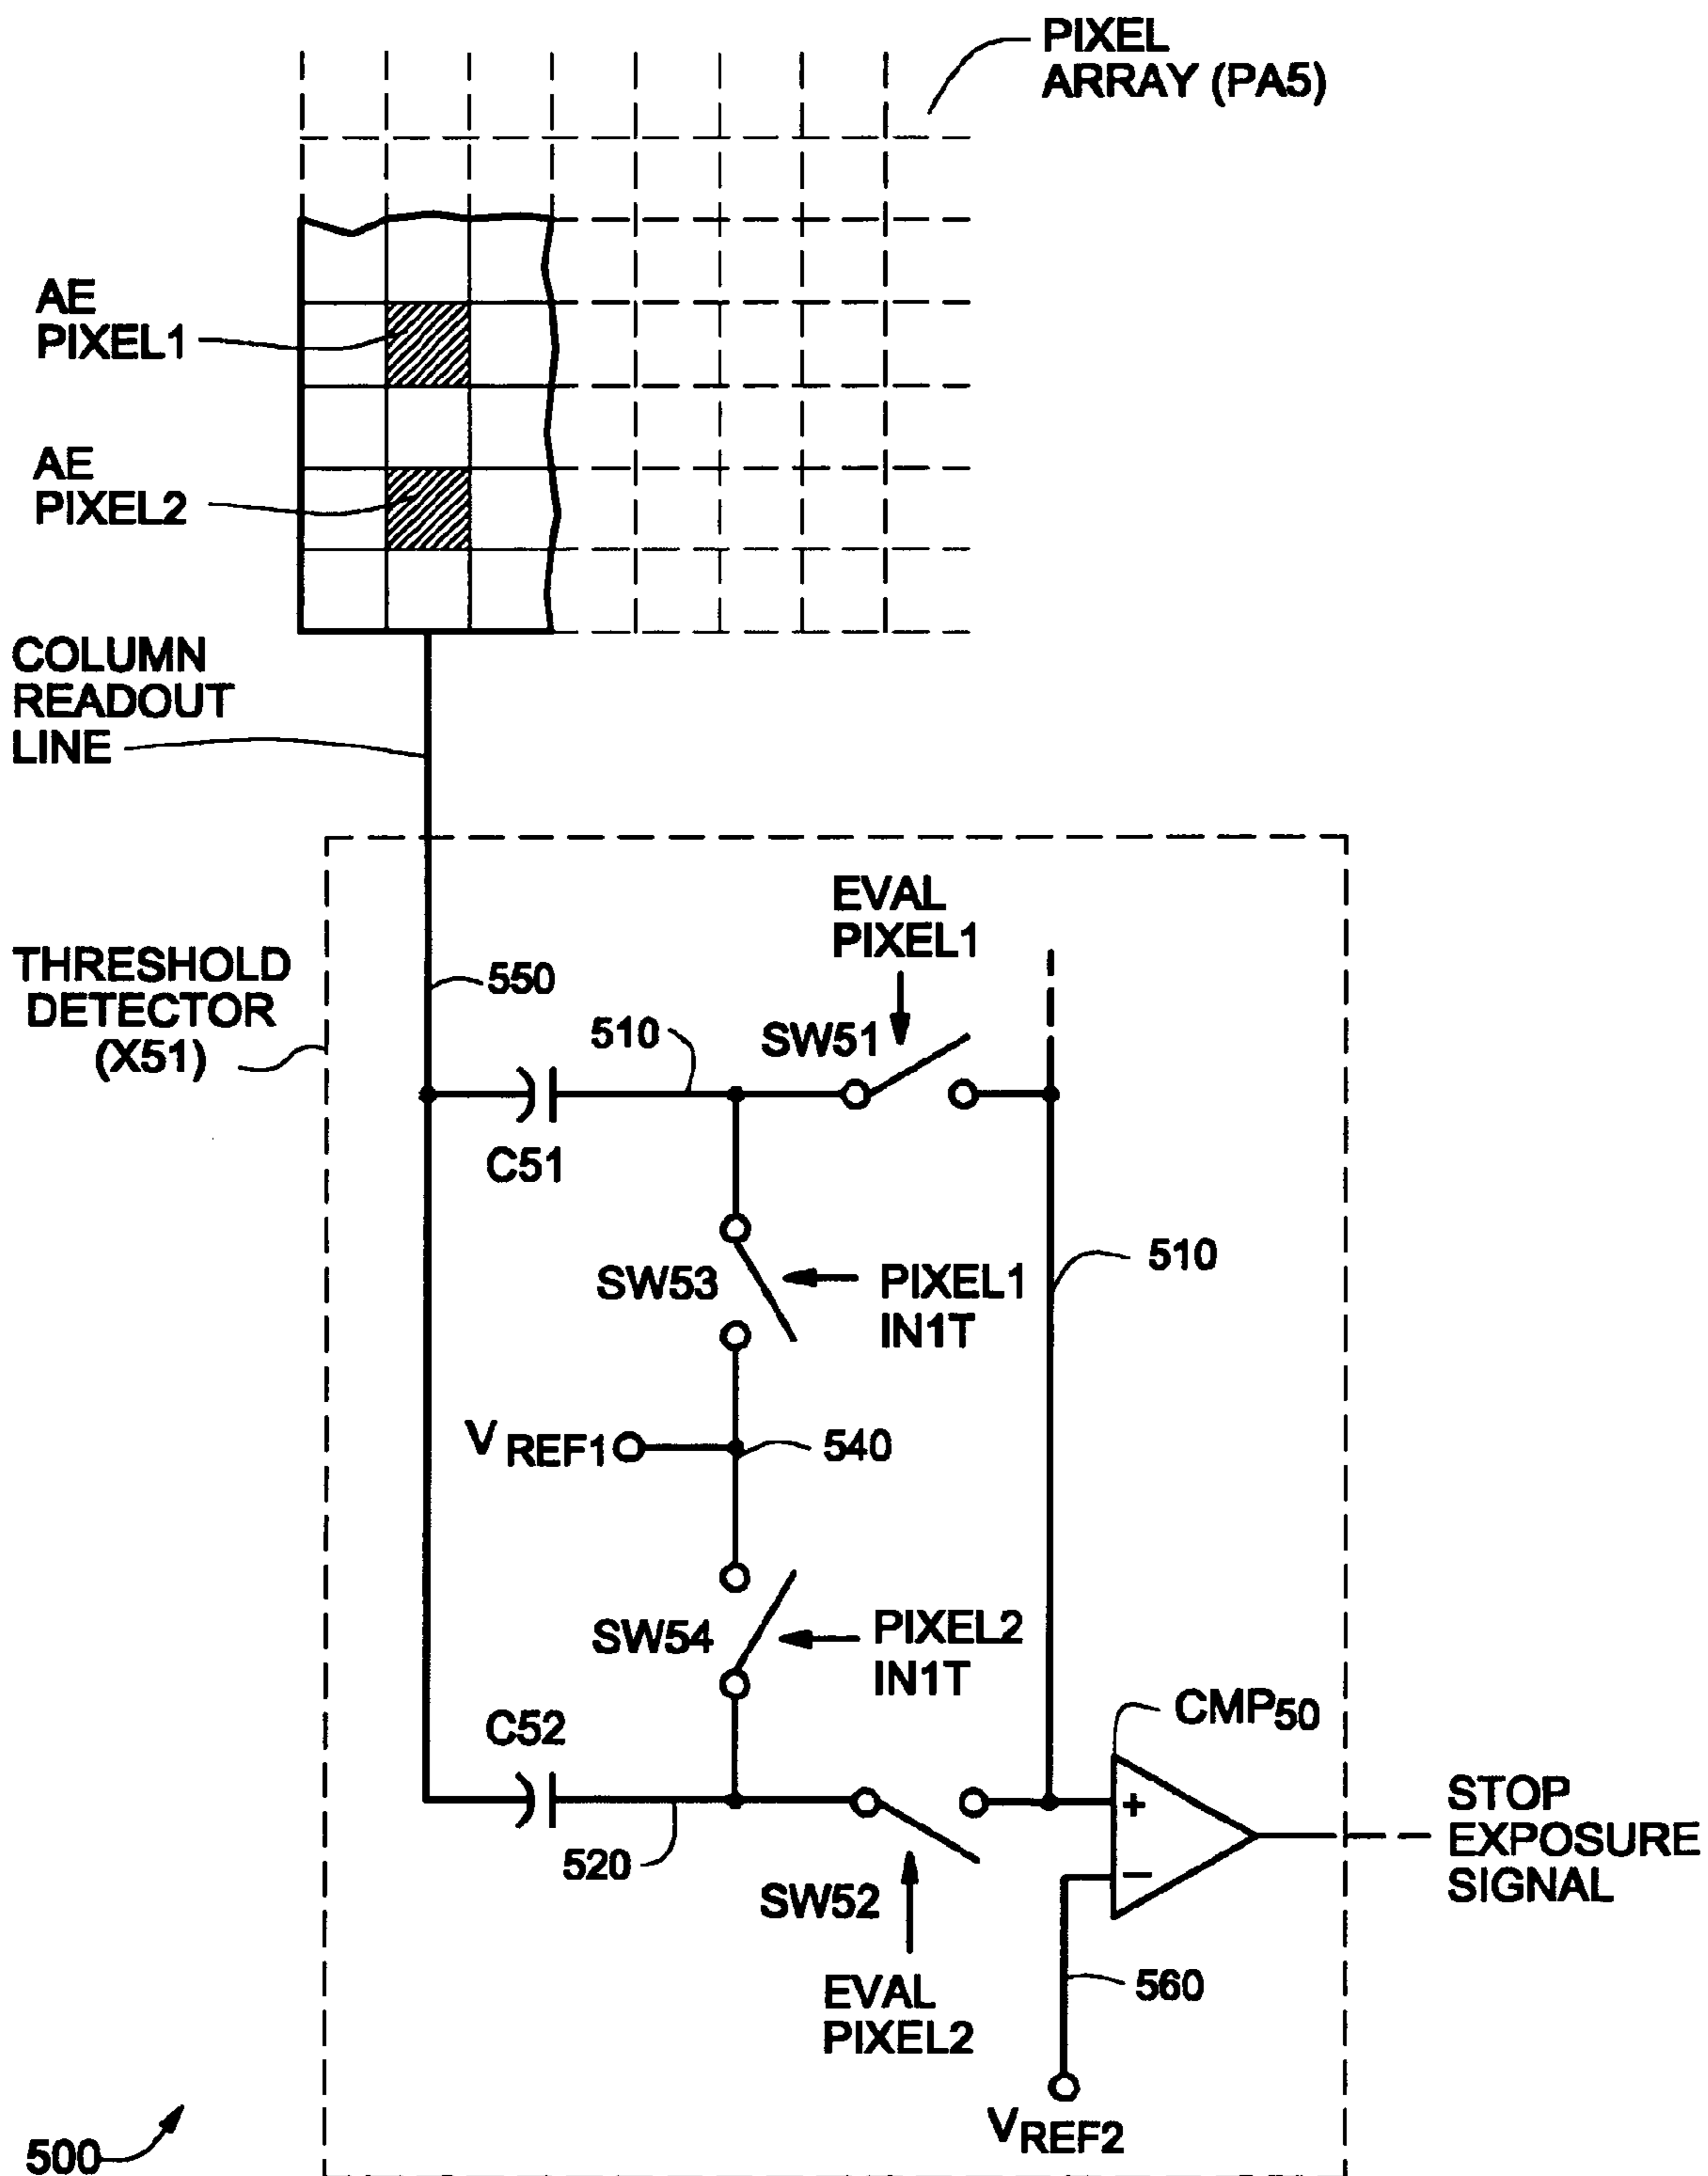 PIXEL
ARRAY (PA5)
AE
PIXEL1
AE
PIXEL2
COLUMN
READOUT
LINE
EVAL
PIXEL1
THRESHOLD
DETECTOR
(X51)
550
510
SW51
C51
510
SW53
PIXEL1
IN1T
VREF1
540
SW54
PIXEL2
IN1T
C52
CMP50
+
STOP
EXPOSURE
SIGNAL
−
520
SW52
560
EVAL
PIXEL2
VREF2
500